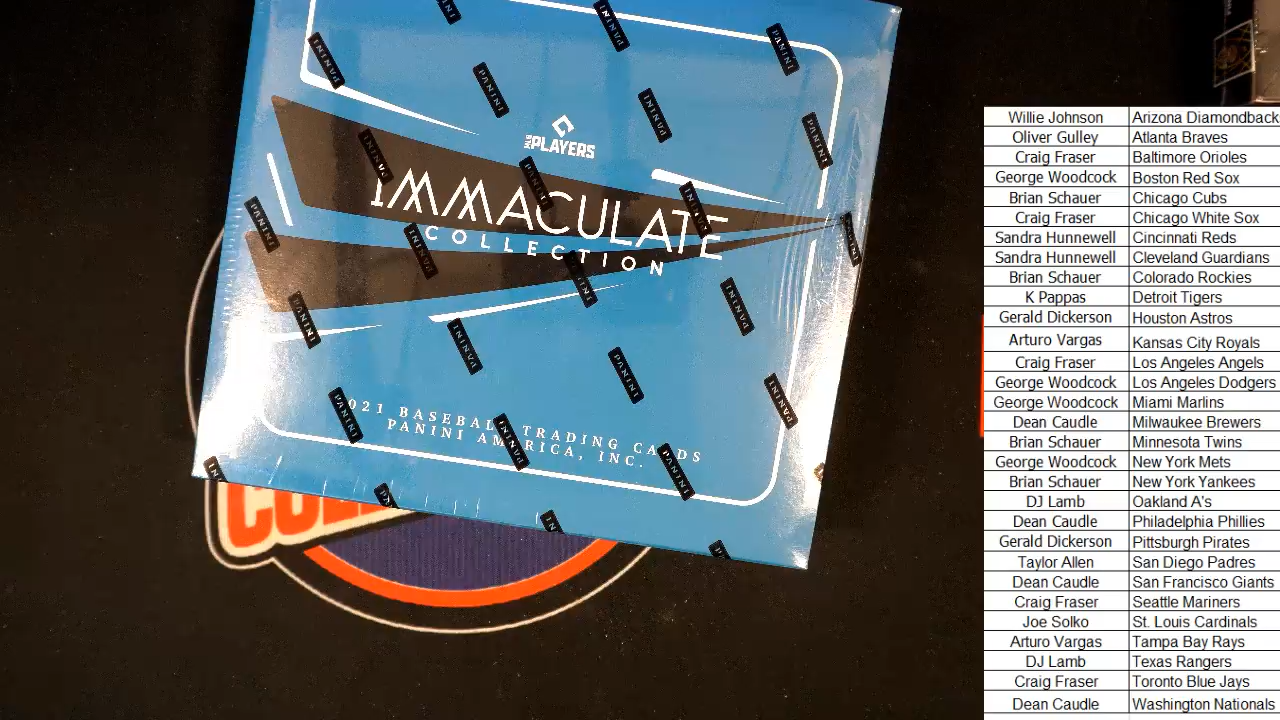 MLB PLAYERS
IMMACULATE
COLLECTION
021 BASEBALL TRADING CARDS
PANINI AMERICA, INC.
PANINI
Willie Johnson Arizona Diamondback
Oliver Gulley Atlanta Braves
Craig Fraser Baltimore Orioles
George Woodcock Boston Red Sox
Brian Schauer Chicago Cubs
Craig Fraser Chicago White Sox
Sandra Hunnewell Cincinnati Reds
Sandra Hunnewell Cleveland Guardians
Brian Schauer Colorado Rockies
K Pappas Detroit Tigers
Gerald Dickerson Houston Astros
Arturo Vargas Kansas City Royals
Craig Fraser Los Angeles Angels
George Woodcock Los Angeles Dodgers
George Woodcock Miami Marlins
Dean Caudle Milwaukee Brewers
Brian Schauer Minnesota Twins
George Woodcock New York Mets
Brian Schauer New York Yankees
DJ Lamb Oakland A's
Dean Caudle Philadelphia Phillies
Gerald Dickerson Pittsburgh Pirates
Taylor Allen San Diego Padres
Dean Caudle San Francisco Giants
Craig Fraser Seattle Mariners
Joe Solko St. Louis Cardinals
Arturo Vargas Tampa Bay Rays
DJ Lamb Texas Rangers
Craig Fraser Toronto Blue Jays
Dean Caudle Washington Nationals